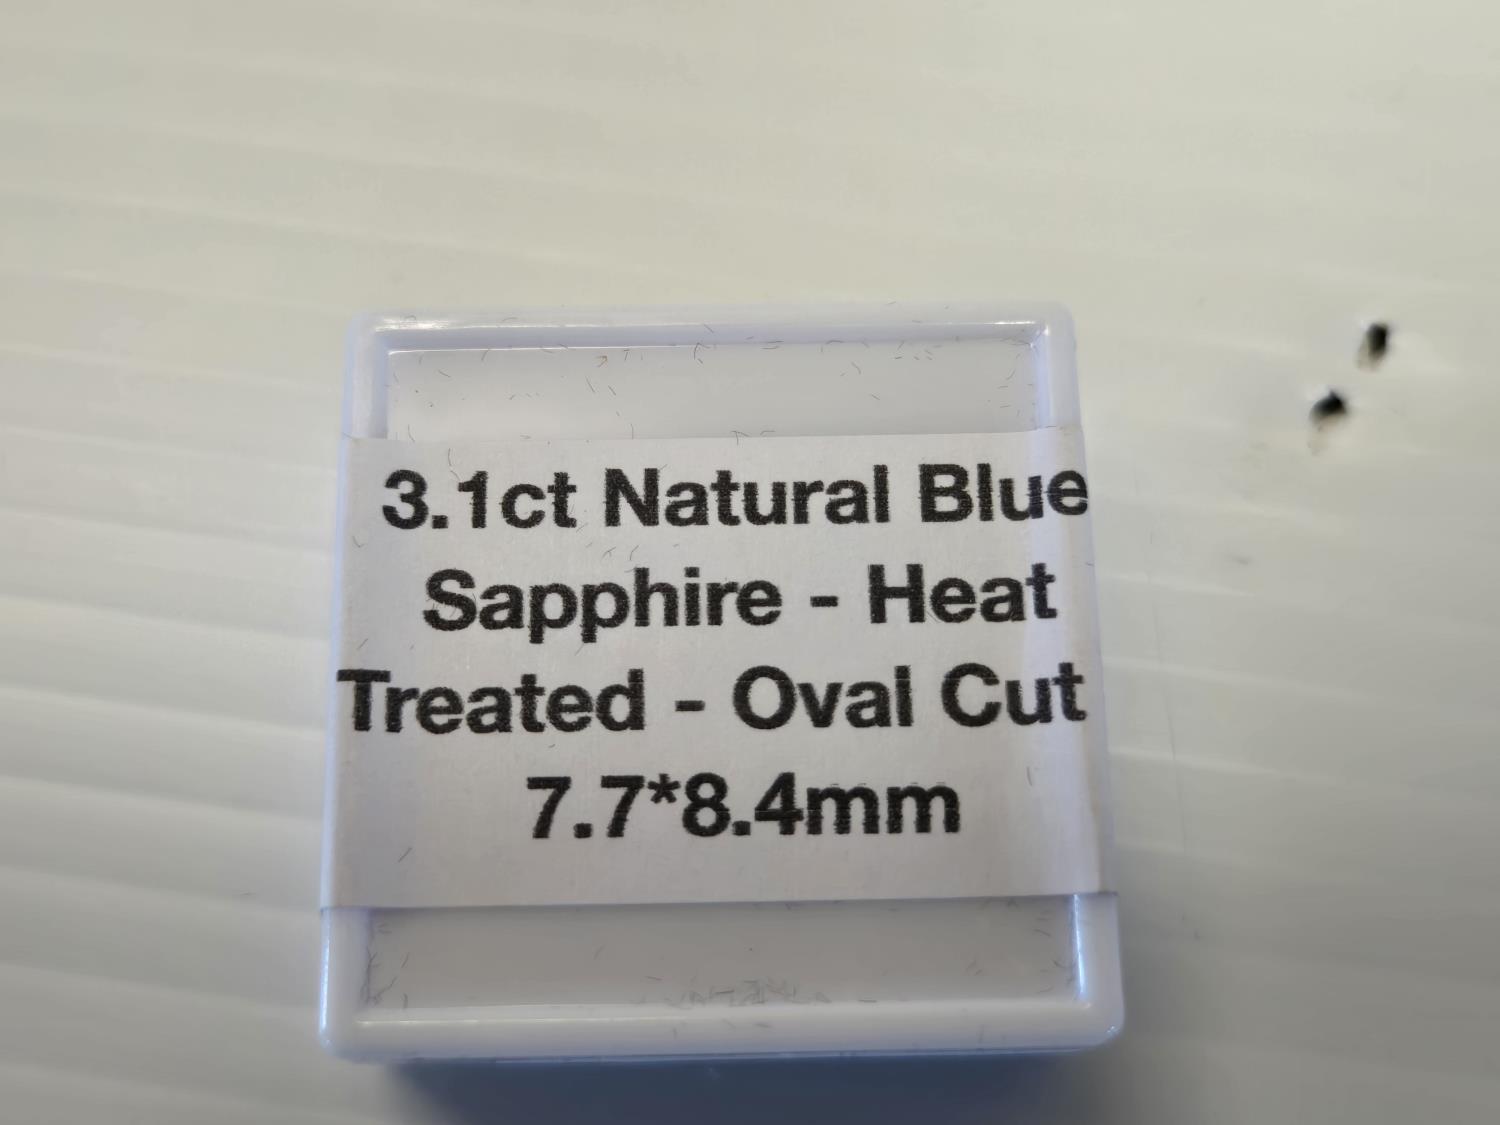 3.1ct Natural Blue
Sapphire - Heat
Treated - Oval Cut
7.7*8.4mm